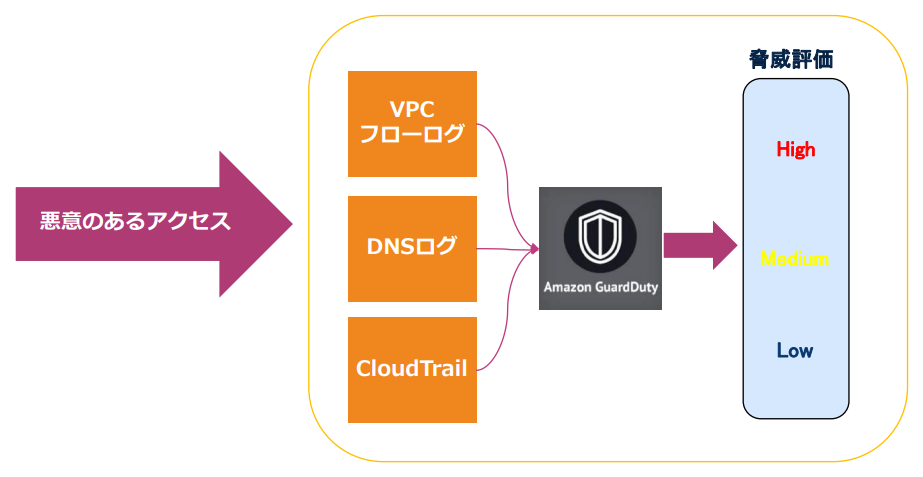 悪意のあるアクセス
VPC
フローログ
DNSログ
CloudTrail
Amazon GuardDuty
脅威評価
High
Medium
Low